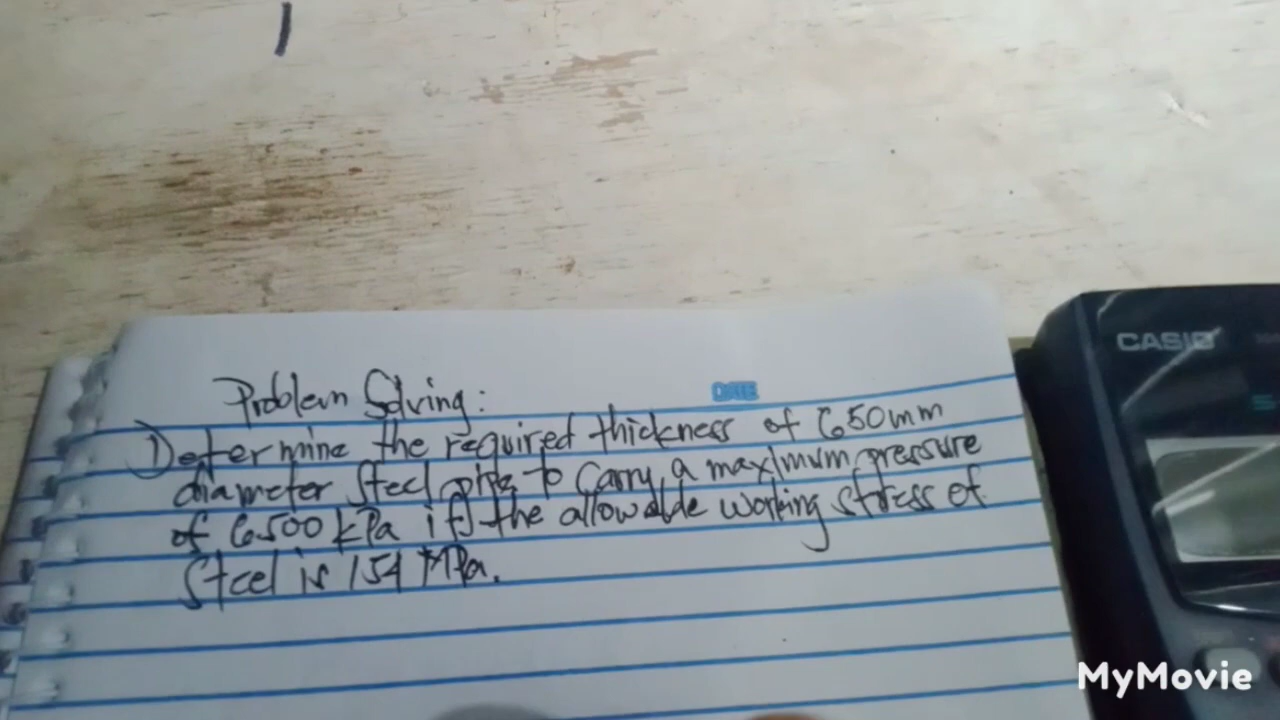 Problem Solving:
DATE
1) Determine the required thickness of 650mm
diameter steel pipe to carry a maximum pressure
of 6500 kPa if the allowable working stress of
Steel is 154 MPa.
CASIO
MyMovie